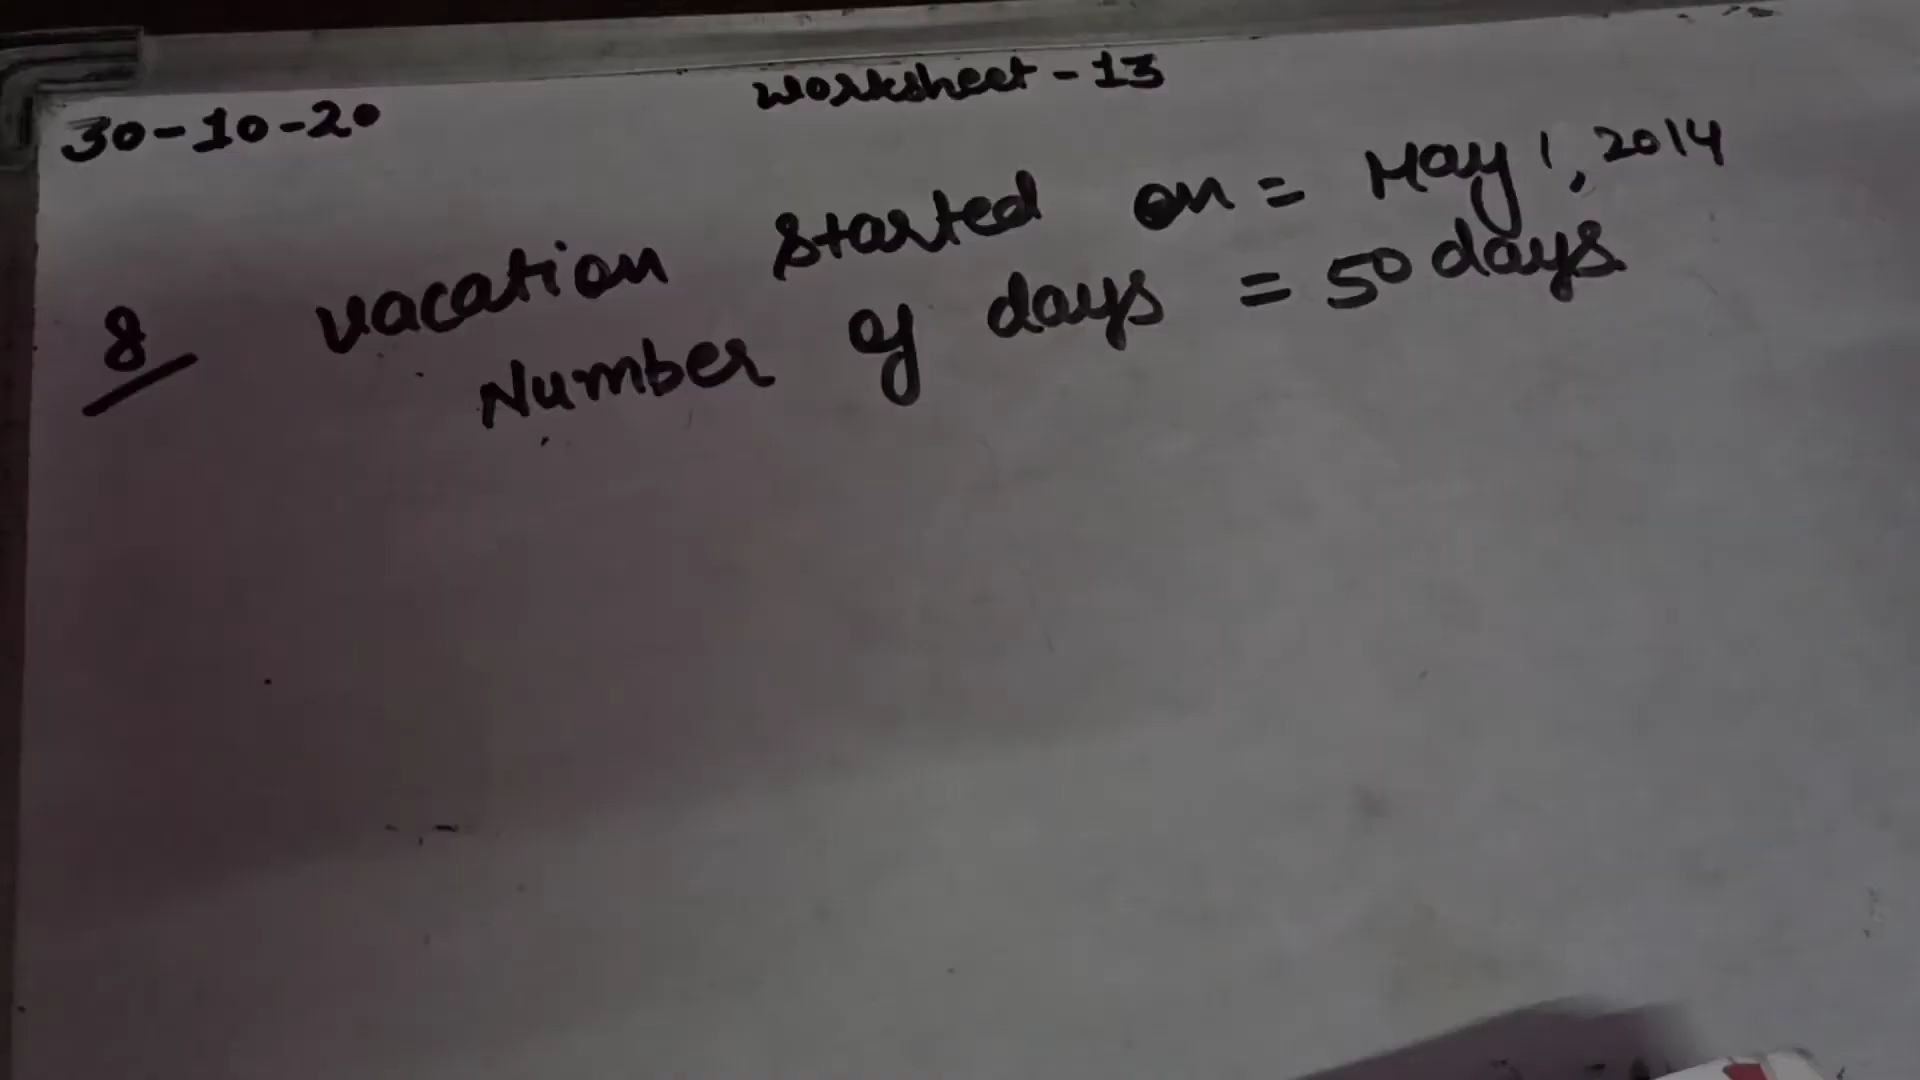 Worksheet - 13
30-10-20
8 Vacation started on = May 1, 2014
Number of days = 50 days